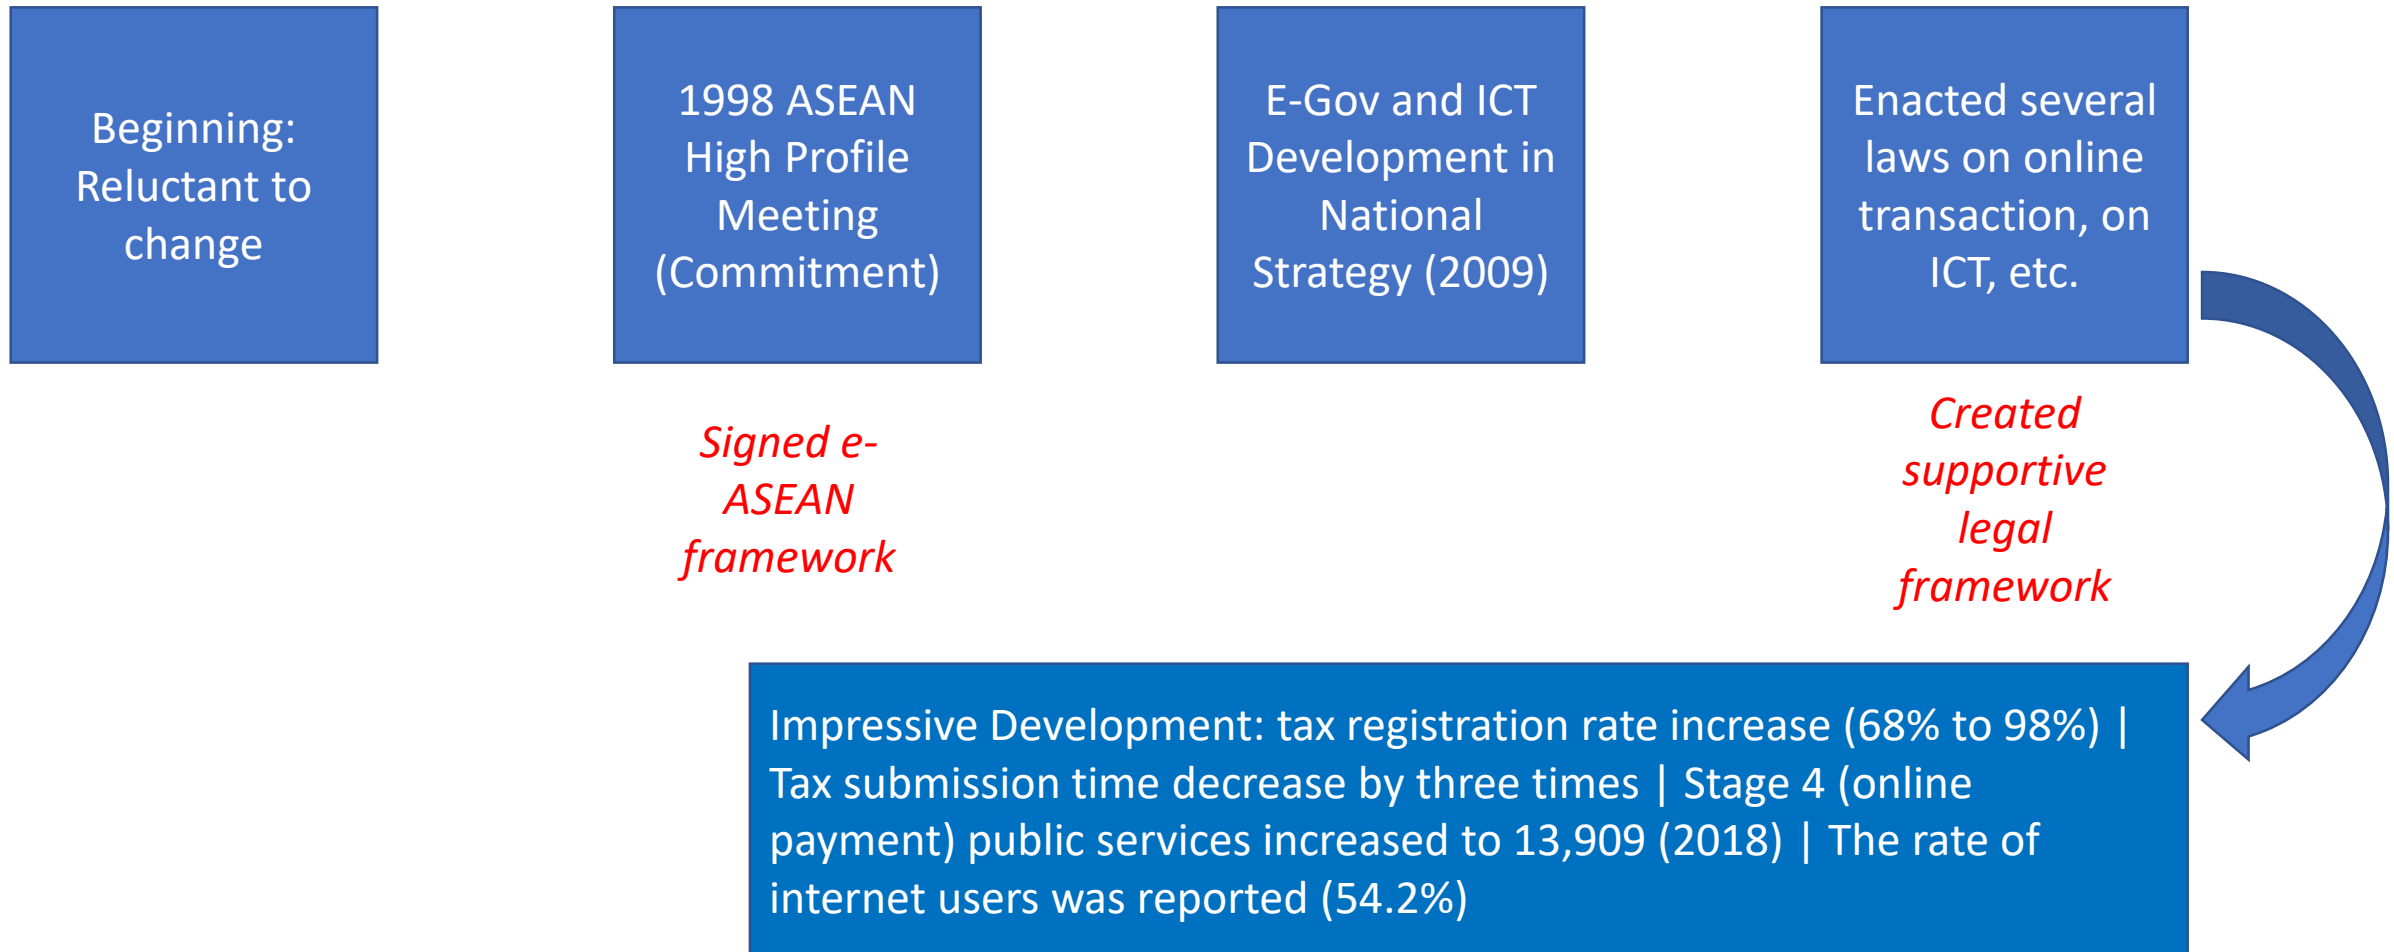 Beginning:
Reluctant to
change
1998 ASEAN
High Profile
Meeting
(Commitment)
E-Gov and ICT
Development in
National
Strategy (2009)
Enacted several
laws on online
transaction, on
ICT, etc.
Signed e-
ASEAN
framework
Created
supportive
legal
framework
Impressive Development: tax registration rate increase (68% to 98%) |
Tax submission time decrease by three times | Stage 4 (online
payment) public services increased to 13,909 (2018) | The rate of
internet users was reported (54.2%)